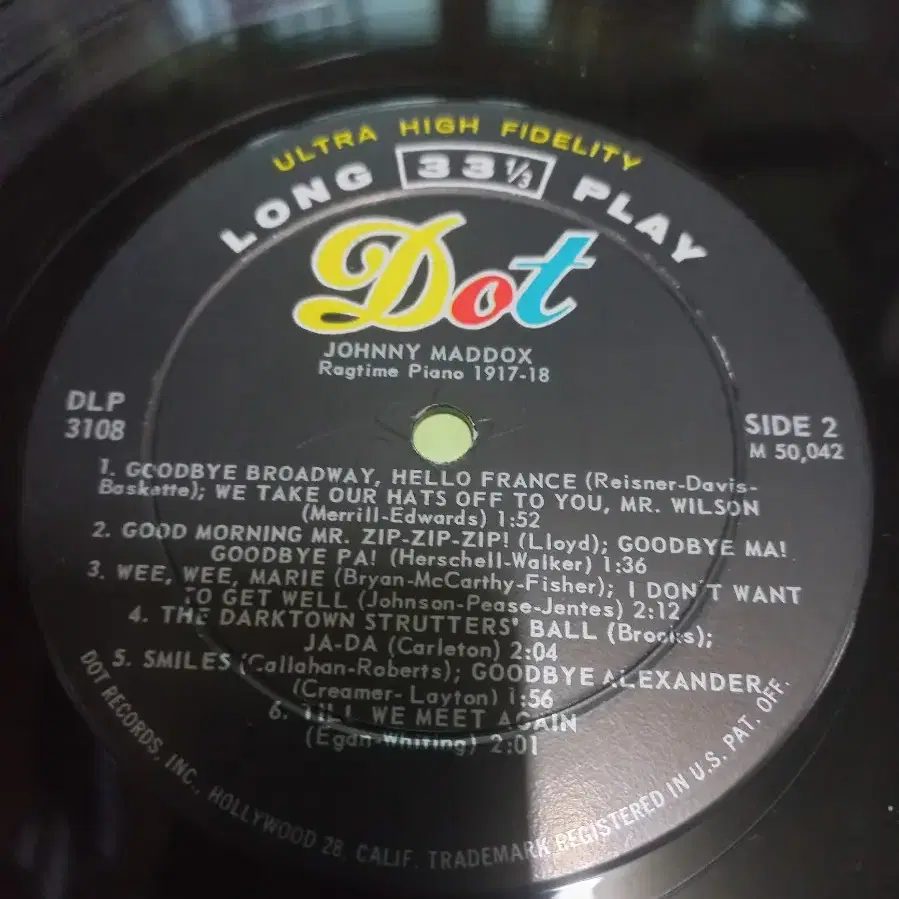 ULTRA HIGH FIDELITY
LONG 33 1/3 PLAY
Dot
JOHNNY MADDOX
Ragtime Piano 1917-18
DLP
3108
SIDE 2
M 50,042
1. GOODBYE BROADWAY, HELLO FRANCE (Reisner-Davis-
Baskette); WE TAKE OUR HATS OFF TO YOU, MR. WILSON
(Merrill-Edwards) 1:52
2. GOOD MORNING MR. ZIP-ZIP-ZIP! (Lloyd); GOODBYE MA!
GOODBYE PA! (Herschell-Walker) 1:36
3. WEE, WEE, MARIE (Bryan-McCarthy-Fisher); I DON'T WANT
TO GET WELL (Johnson-Pease-Jentes) 2:12
4. THE DARKTOWN STRUTTERS' BALL (Brooks);
JA-DA (Carleton) 2:04
5. SMILES (Callahan-Roberts); GOODBYE ALEXANDER
(Creamer-Layton) 1:56
6. TILL WE MEET AGAIN
(Egan-Whiting) 2:01
DOT RECORDS, INC., HOLLYWOOD 28, CALIF. TRADEMARK REGISTERED IN U.S. PAT. OFF.